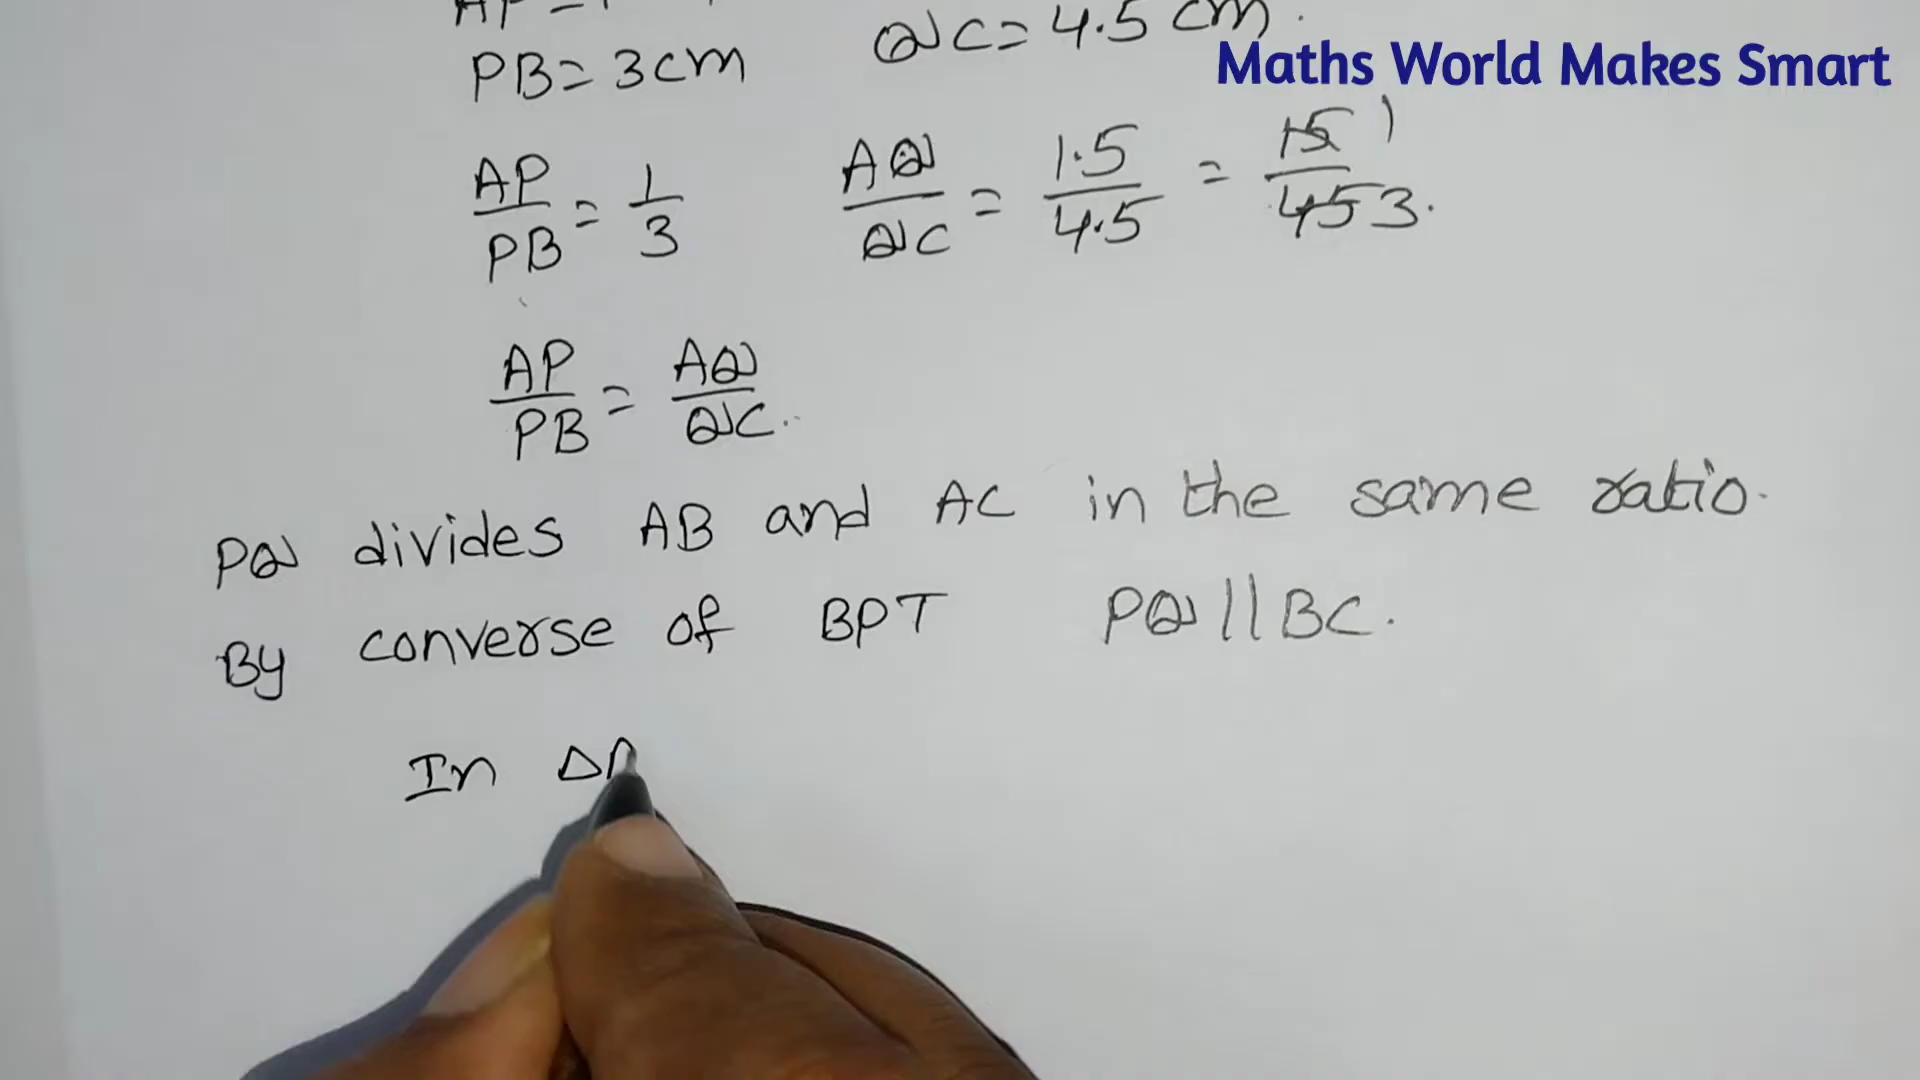 PB = 3cm QC = 4.5 cm.
Maths World Makes Smart
AP/PB = 1/3 AQ/QC = 1.5/4.5 = 15 1/45 3.
AP/PB = AQ/QC.
PQ divides AB and AC in the same ratio.
By converse of BPT PQ || BC.
In Δ